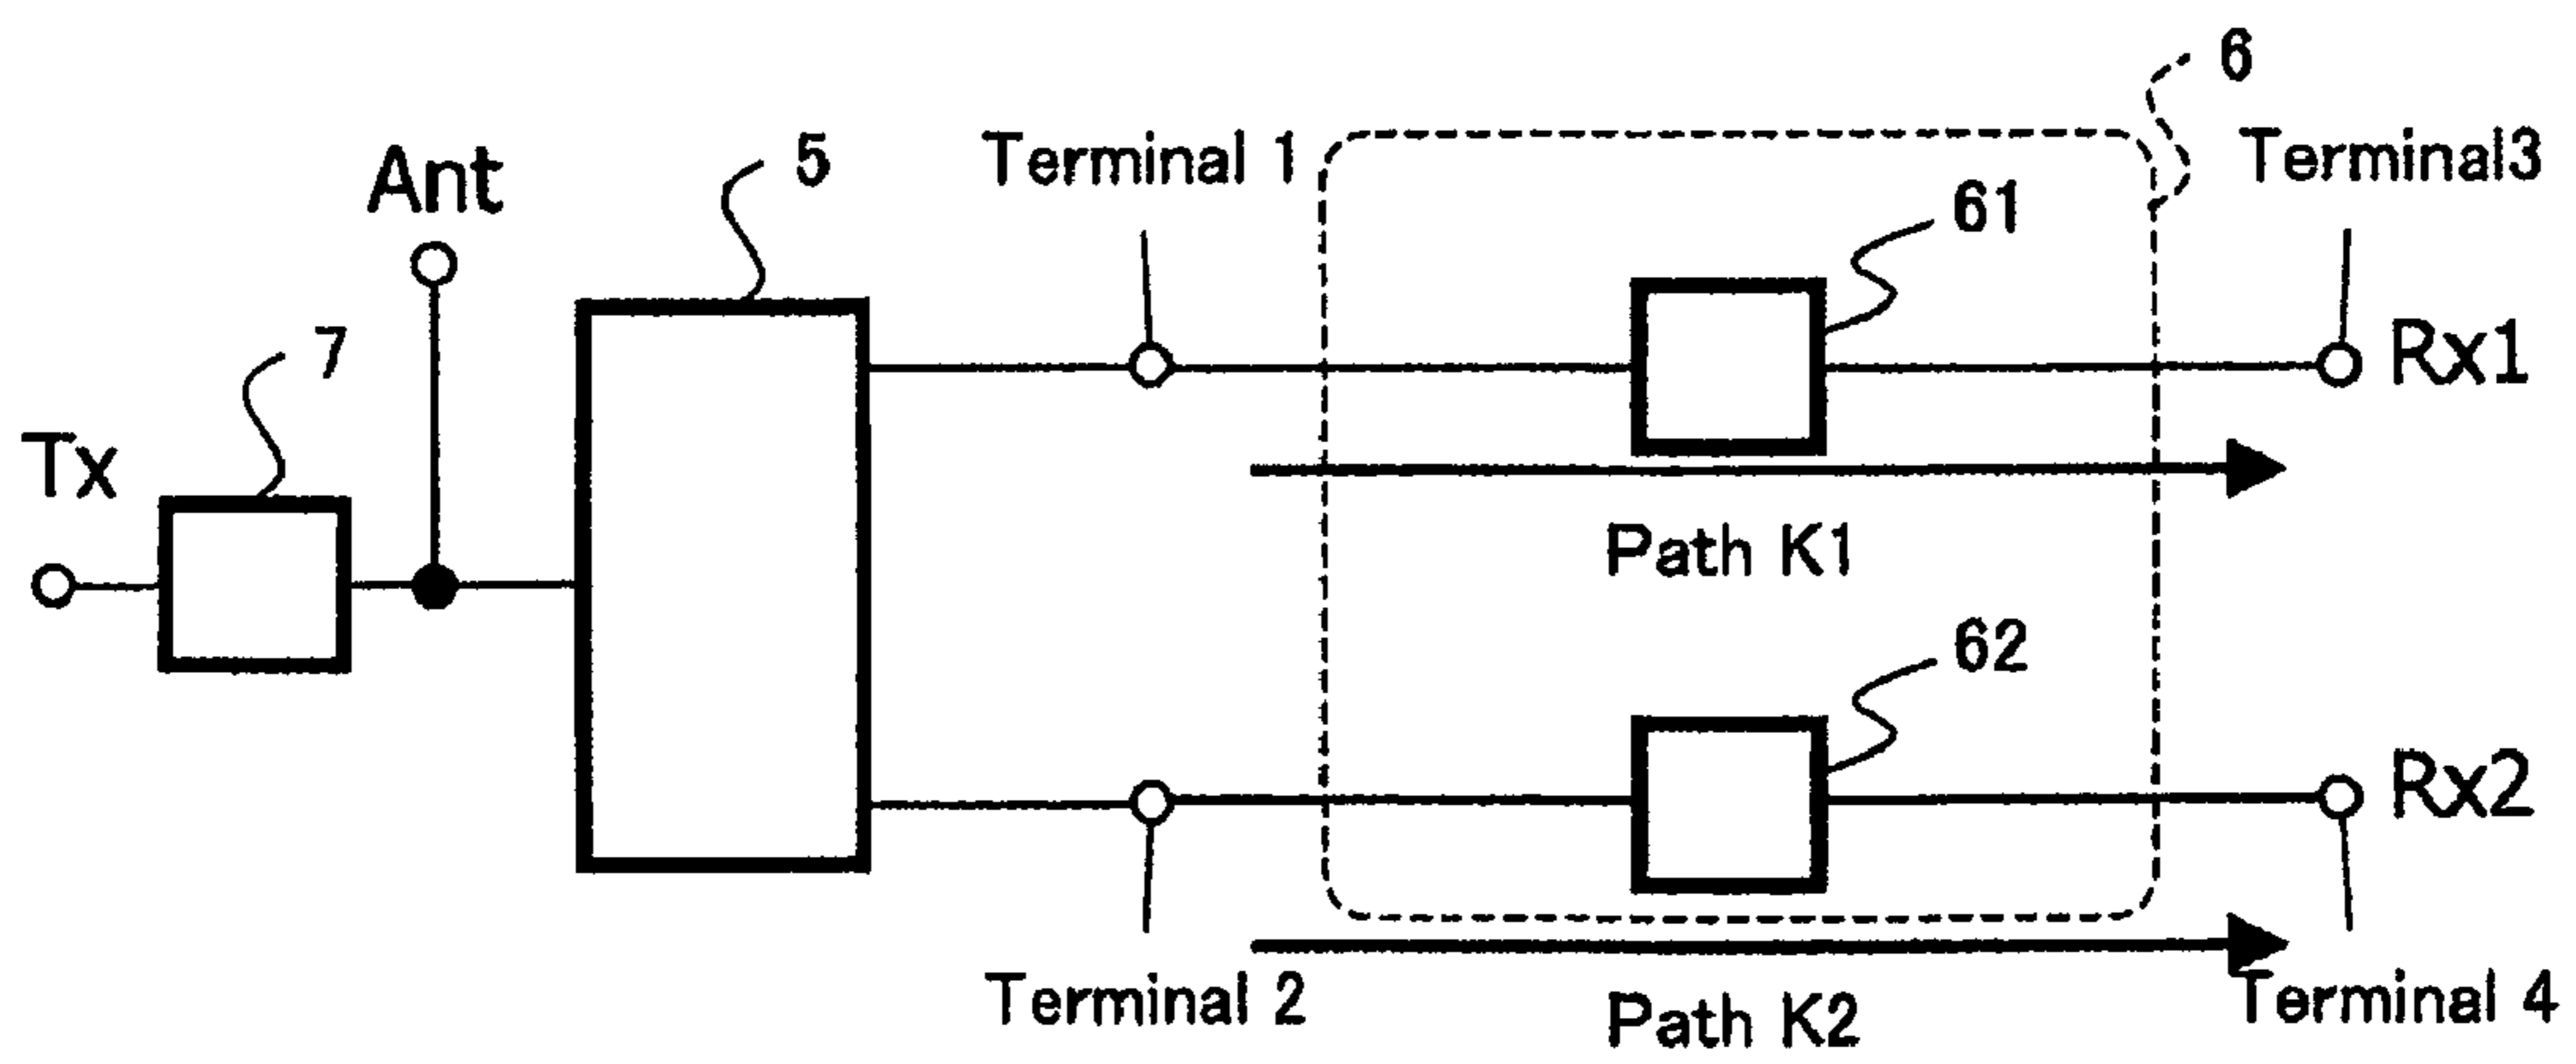 6
Ant
5
Terminal 1
Terminal3
61
7
Rx1
Tx
Path K1
62
Rx2
Terminal 2
Path K2
Terminal 4